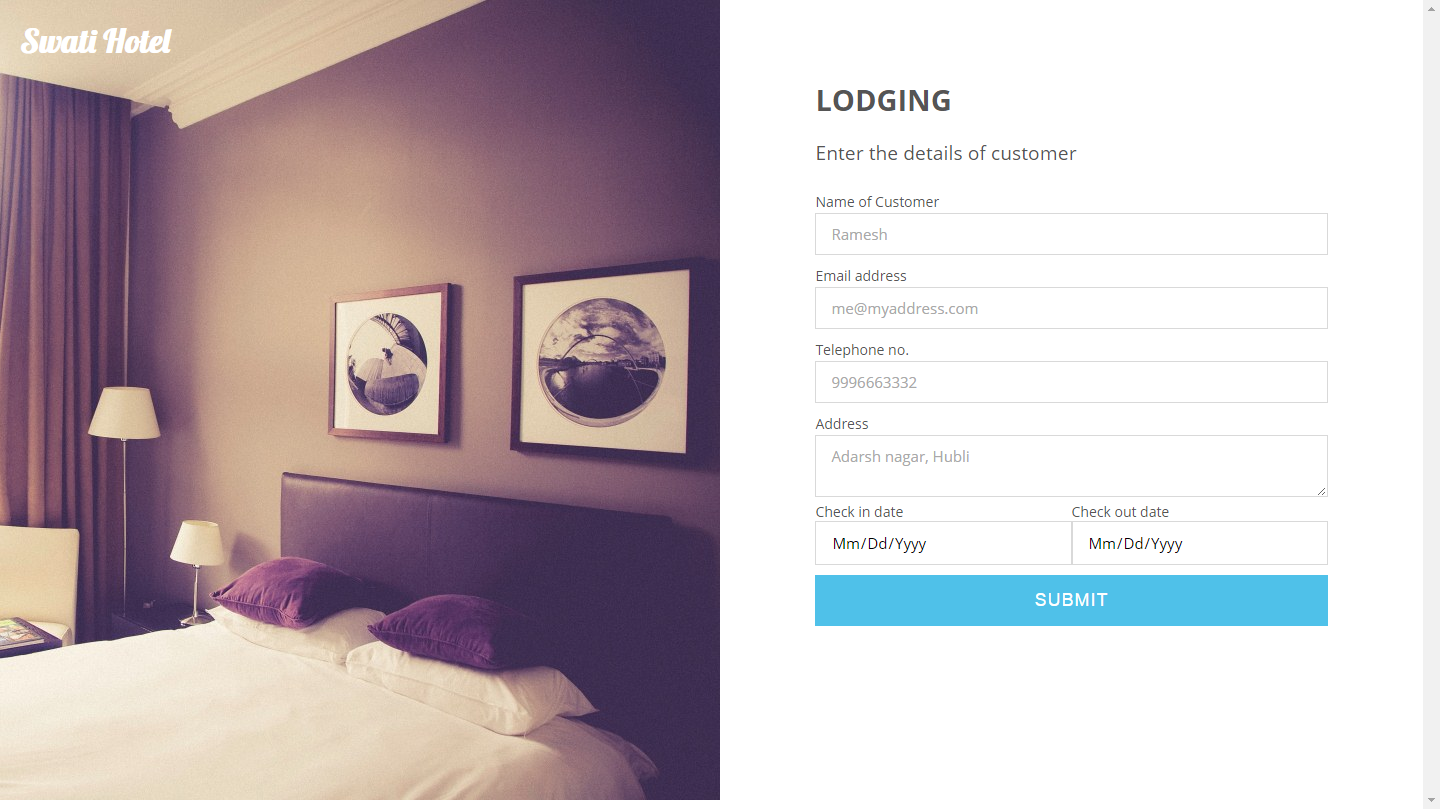 Swati Hotel
LODGING
Enter the details of customer
Name of Customer
Ramesh
Email address
me@myaddress.com
Telephone no.
9996663332
Address
Adarsh nagar, Hubli
Check in date
Check out date
Mm/Dd/Yyyy
Mm/Dd/Yyyy
SUBMIT